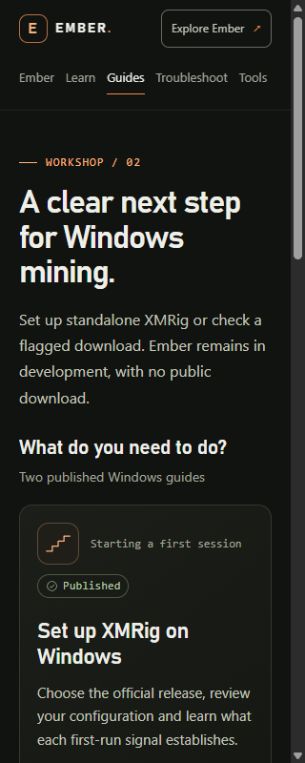 E EMBER.
Explore Ember ↗
Ember Learn Guides Troubleshoot Tools
WORKSHOP / 02
A clear next step
for Windows
mining.
Set up standalone XMRig or check a
flagged download. Ember remains in
development, with no public
download.
What do you need to do?
Two published Windows guides
Starting a first session
Published
Set up XMRig on
Windows
Choose the official release, review
your configuration and learn what
each first-run signal establishes.